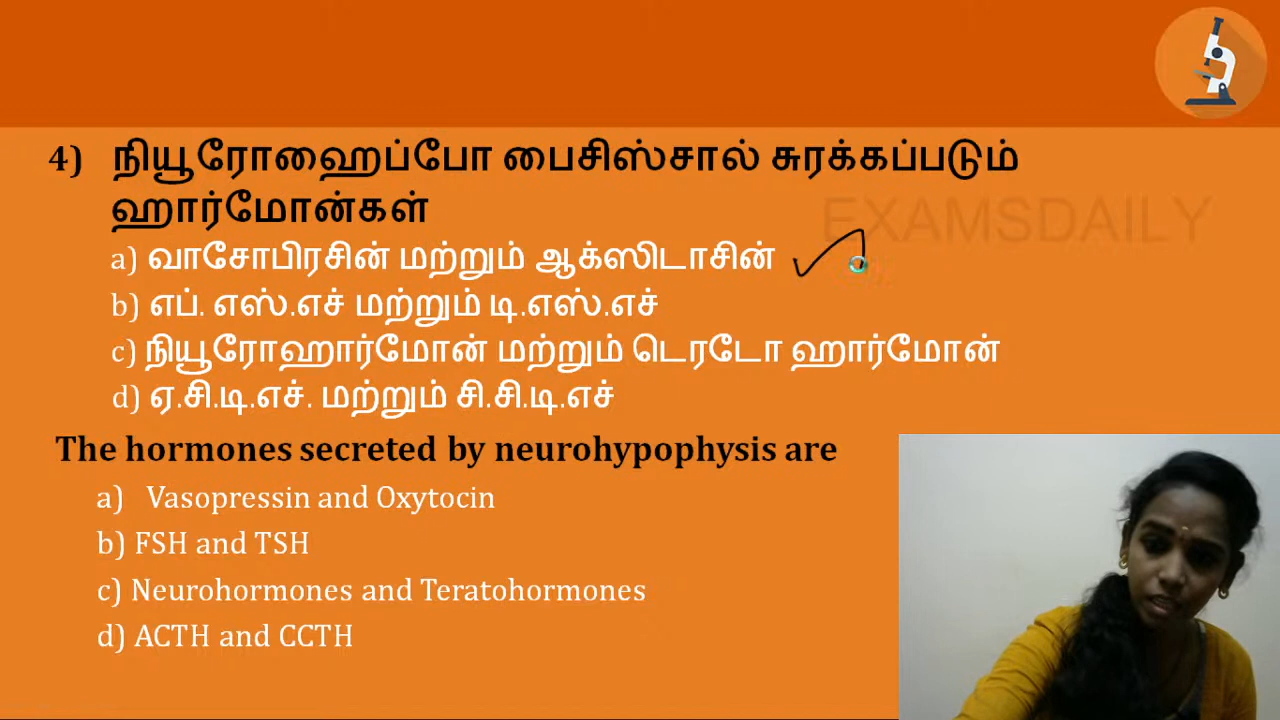 4) நியூரோஹைப்போ பைசிஸ்சால் சுரக்கப்படும்
ஹார்மோன்கள்
EXAMSDAILY
a) வாசோபிரசின் மற்றும் ஆக்ஸிடாசின்
b) எப். எஸ்.எச் மற்றும் டி.எஸ்.எச்
c) நியூரோஹார்மோன் மற்றும் டெரடோ ஹார்மோன்
d) ஏ.சி.டி.எச். மற்றும் சி.சி.டி.எச்
The hormones secreted by neurohypophysis are
a) Vasopressin and Oxytocin
b) FSH and TSH
c) Neurohormones and Teratohormones
d) ACTH and CCTH